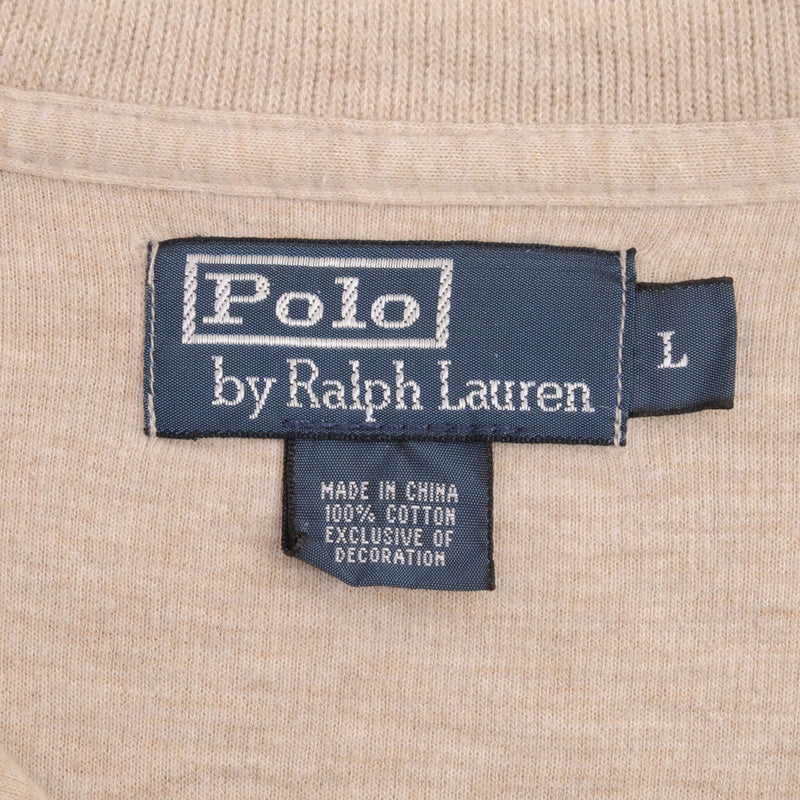 Polo
by Ralph Lauren
L
MADE IN CHINA
100% COTTON
EXCLUSIVE OF
DECORATION